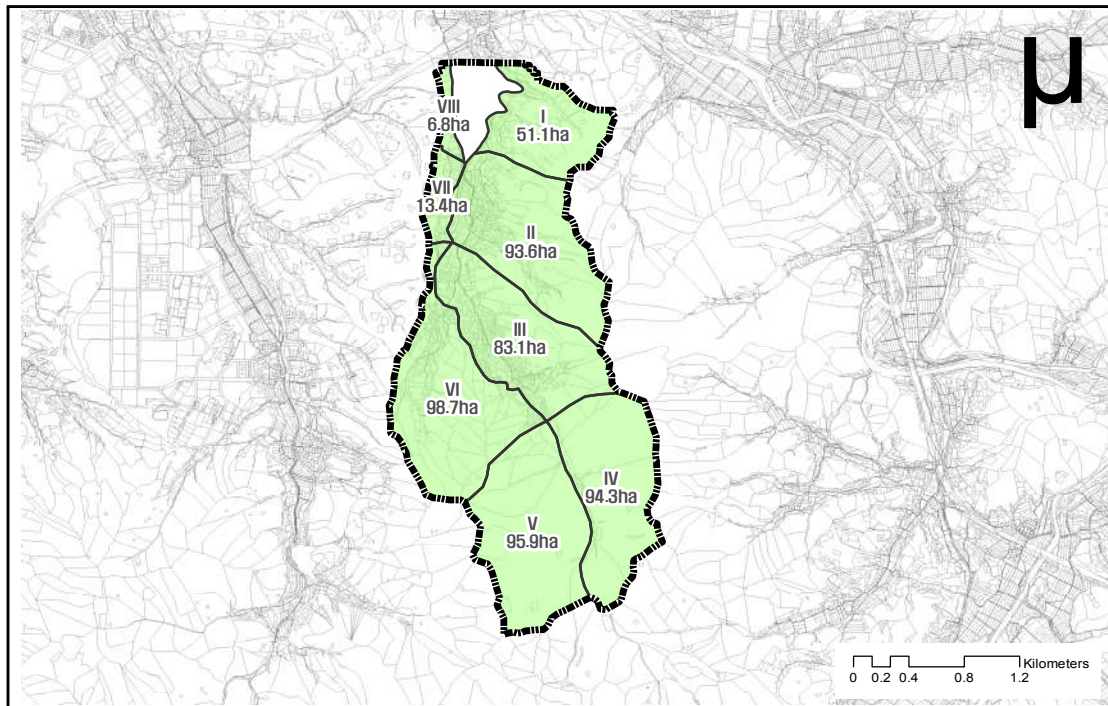 µ
VIII
6.8ha
I
51.1ha
VII
13.4ha
II
93.6ha
III
83.1ha
VI
98.7ha
IV
94.3ha
V
95.9ha
Kilometers
0 0.2 0.4 0.8 1.2